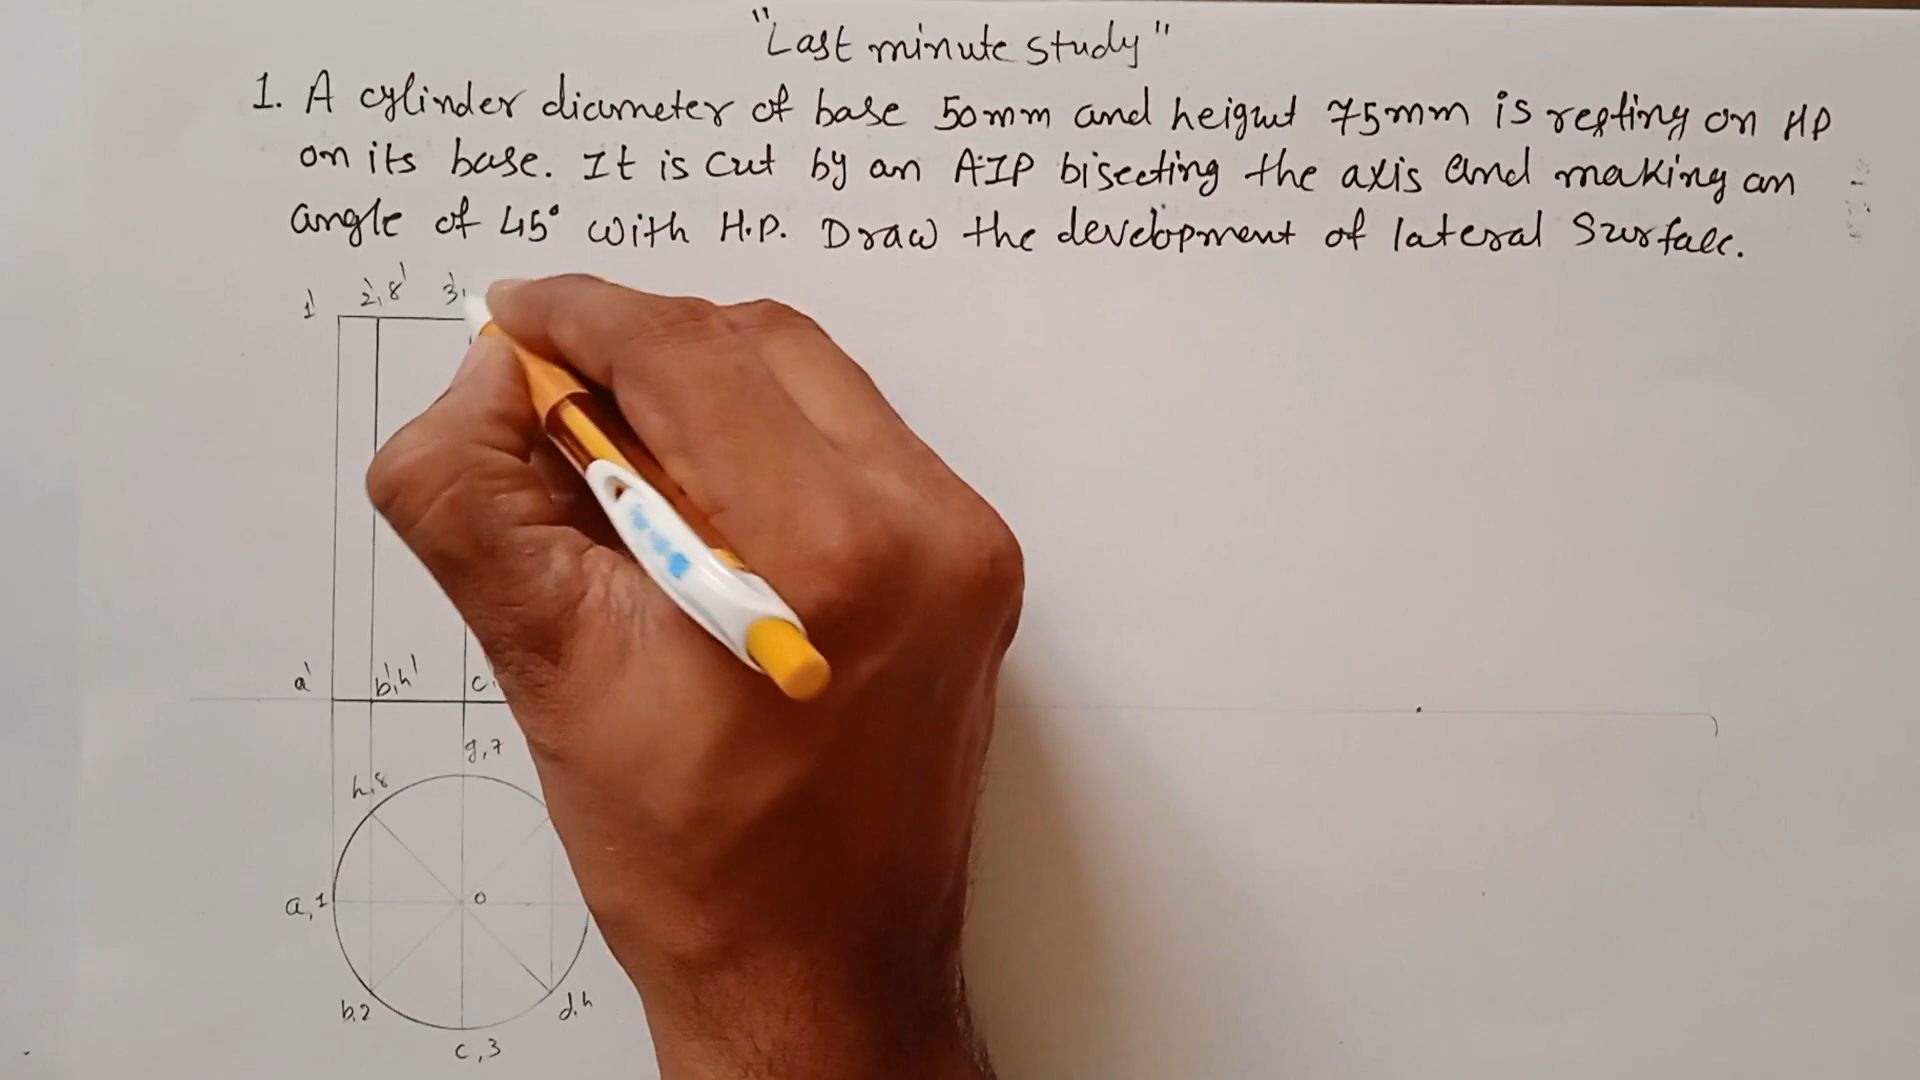 "Last minute study"
1. A cylinder diameter of base 50mm and height 75mm is resting on HP
on its base. It is cut by an AIP bisecting the axis and making an
angle of 45° with H.P. Draw the development of lateral Surface.
1' 2',8' 3',
a' b',h' c'
g,7
h,8
a,1 o
b,2 d,4
c,3